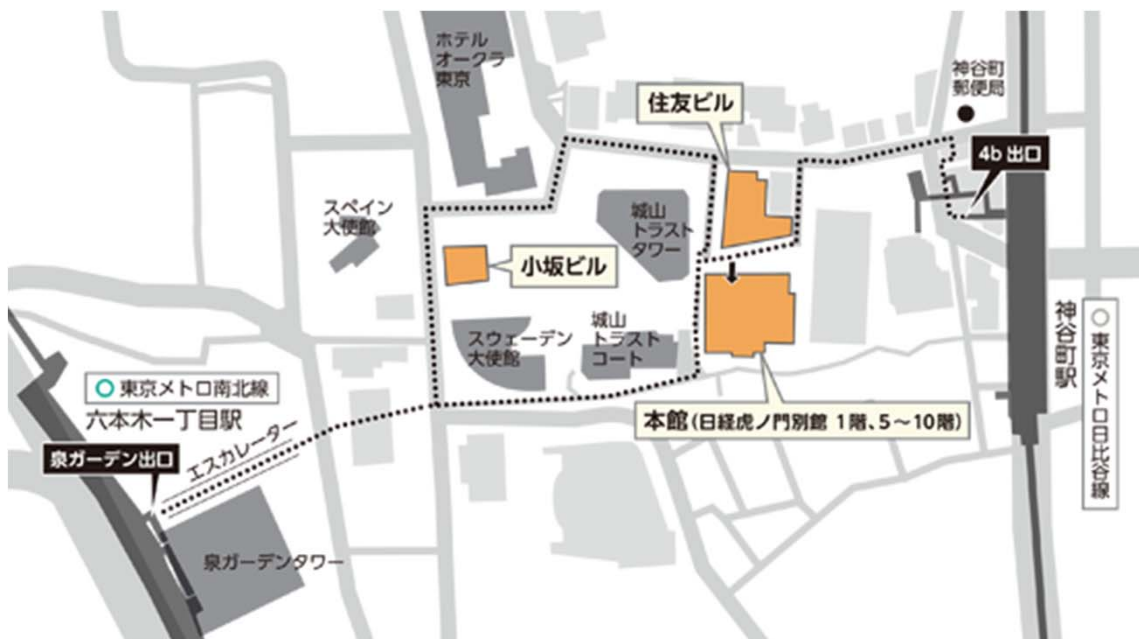 ホテル
オークラ
東京
神谷町
郵便局
住友ビル
4b 出口
スペイン
大使館
城山
トラスト
タワー
小坂ビル
スウェーデン
大使館
城山
トラスト
コート
神谷町駅
東京メトロ日比谷線
東京メトロ南北線
六本木一丁目駅
本館(日経虎ノ門別館 1階、5～10階)
泉ガーデン出口
エスカレーター
泉ガーデンタワー